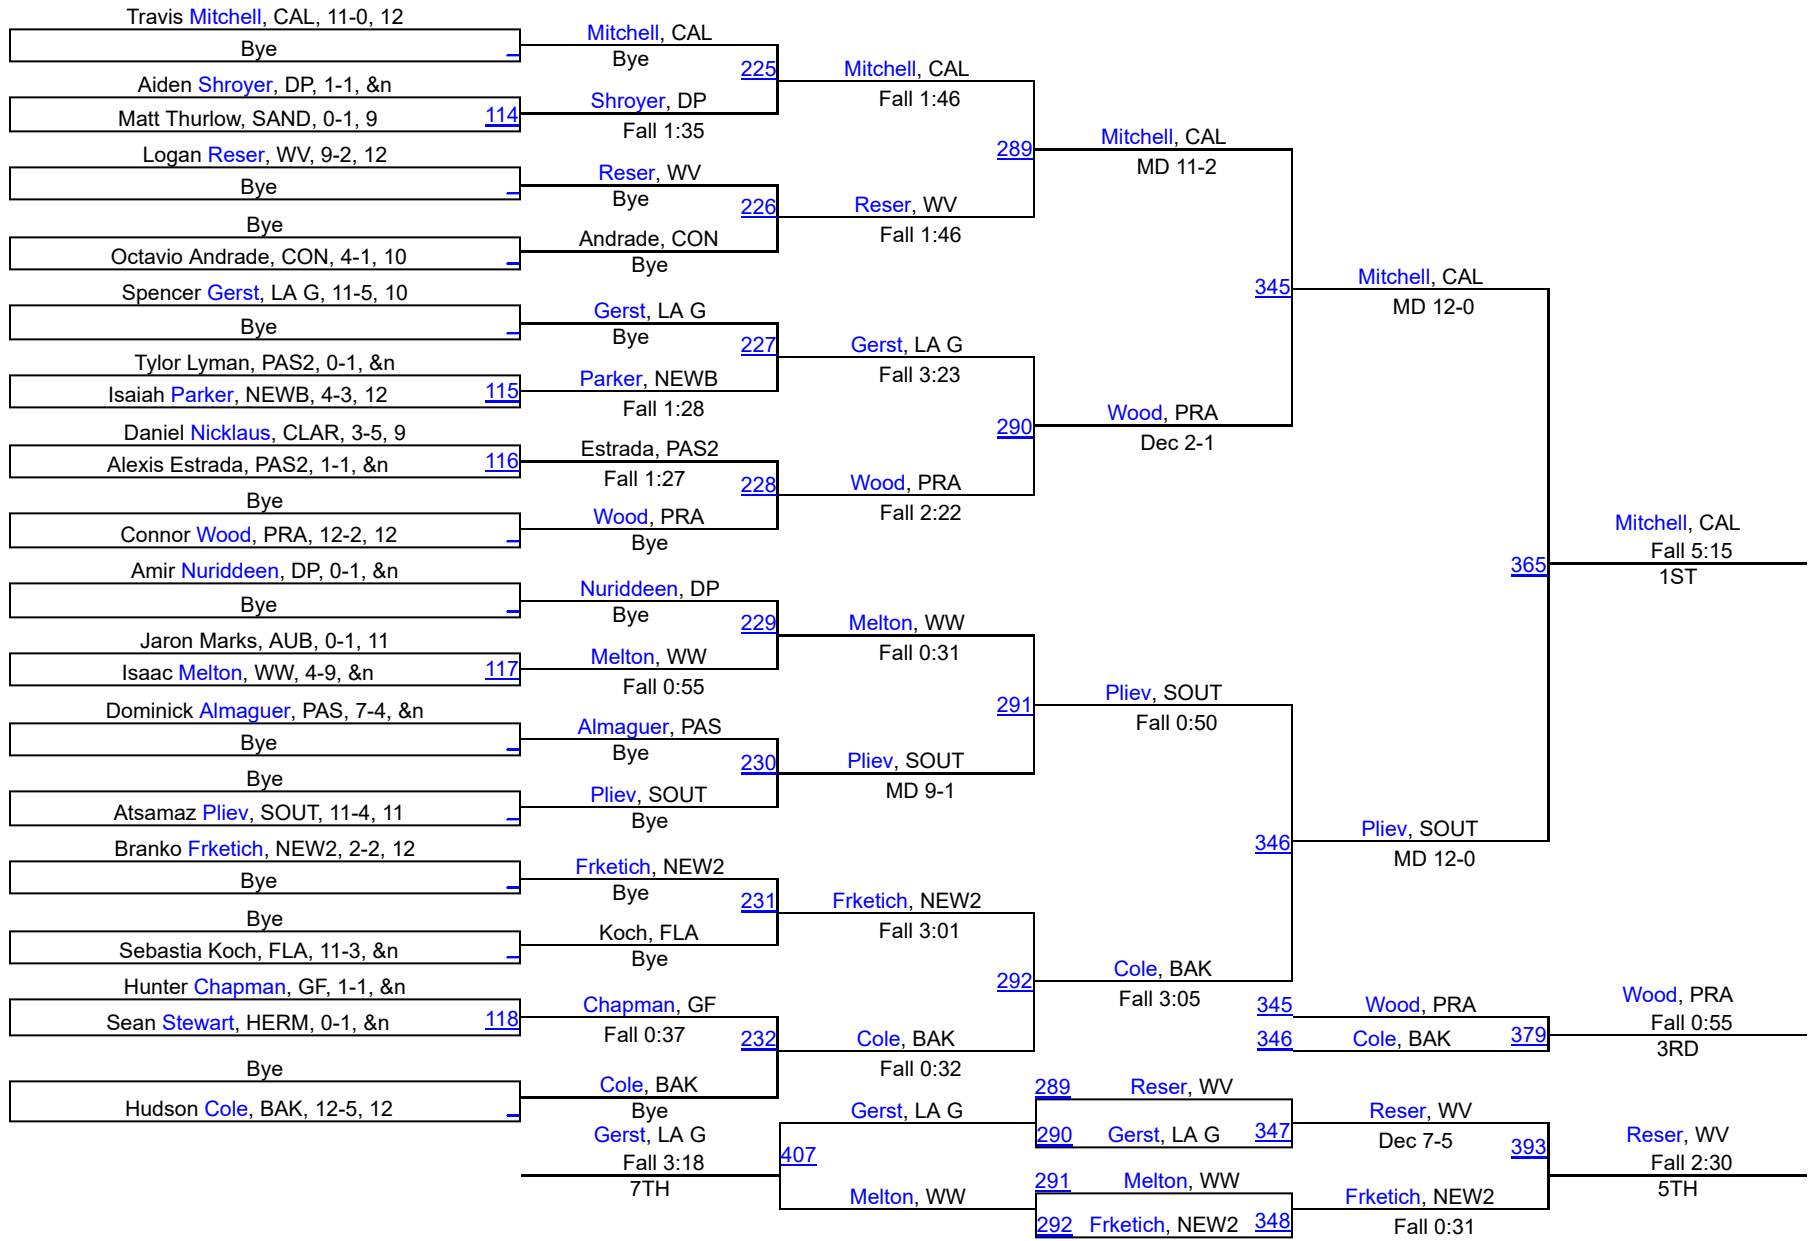 Travis Mitchell, CAL, 11-0, 12
Bye
Aiden Shroyer, DP, 1-1, &n
Matt Thurlow, SAND, 0-1, 9
114
Logan Reser, WV, 9-2, 12
Bye
Bye
Octavio Andrade, CON, 4-1, 10
Spencer Gerst, LA G, 11-5, 10
Bye
Tylor Lyman, PAS2, 0-1, &n
Isaiah Parker, NEWB, 4-3, 12
115
Daniel Nicklaus, CLAR, 3-5, 9
Alexis Estrada, PAS2, 1-1, &n
116
Bye
Connor Wood, PRA, 12-2, 12
Amir Nuriddeen, DP, 0-1, &n
Bye
Jaron Marks, AUB, 0-1, 11
Isaac Melton, WW, 4-9, &n
117
Dominick Almaguer, PAS, 7-4, &n
Bye
Bye
Atsamaz Pliev, SOUT, 11-4, 11
Branko Frketich, NEW2, 2-2, 12
Bye
Bye
Sebastia Koch, FLA, 11-3, &n
Hunter Chapman, GF, 1-1, &n
Sean Stewart, HERM, 0-1, &n
118
Bye
Hudson Cole, BAK, 12-5, 12
Mitchell, CAL
Bye
225
Shroyer, DP
Fall 1:35
Reser, WV
Bye
226
Andrade, CON
Bye
Gerst, LA G
Bye
227
Parker, NEWB
Fall 1:28
Estrada, PAS2
Fall 1:27
228
Wood, PRA
Bye
Nuriddeen, DP
Bye
229
Melton, WW
Fall 0:55
Almaguer, PAS
Bye
230
Pliev, SOUT
Bye
Frketich, NEW2
Bye
231
Koch, FLA
Bye
Chapman, GF
Fall 0:37
232
Cole, BAK
Bye
Mitchell, CAL
Fall 1:46
289
Reser, WV
Fall 1:46
Gerst, LA G
Fall 3:23
290
Wood, PRA
Fall 2:22
Melton, WW
Fall 0:31
291
Pliev, SOUT
MD 9-1
Frketich, NEW2
Fall 3:01
292
Cole, BAK
Fall 0:32
Mitchell, CAL
MD 11-2
345
Wood, PRA
Dec 2-1
Pliev, SOUT
Fall 0:50
346
Cole, BAK
Fall 3:05
Mitchell, CAL
MD 12-0
365
Pliev, SOUT
MD 12-0
Mitchell, CAL
Fall 5:15
1ST
345 Wood, PRA
346 Cole, BAK 379
Wood, PRA
Fall 0:55
3RD
289 Reser, WV
290 Gerst, LA G 347
291 Melton, WW
292 Frketich, NEW2 348
Reser, WV
Dec 7-5
393
Frketich, NEW2
Fall 0:31
Reser, WV
Fall 2:30
5TH
Gerst, LA G
407
Melton, WW
Gerst, LA G
Fall 3:18
7TH